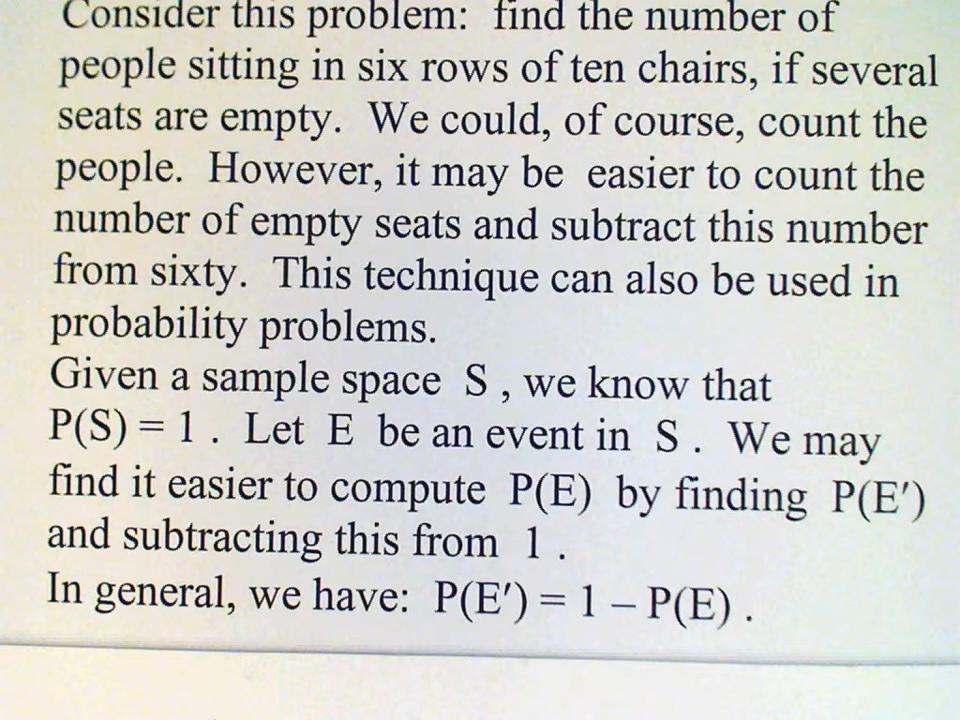 Consider this problem: find the number of
people sitting in six rows of ten chairs, if several
seats are empty. We could, of course, count the
people. However, it may be easier to count the
number of empty seats and subtract this number
from sixty. This technique can also be used in
probability problems.
Given a sample space S , we know that
P(S) = 1 . Let E be an event in S . We may
find it easier to compute P(E) by finding P(E′)
and subtracting this from 1 .
In general, we have: P(E′) = 1 – P(E) .